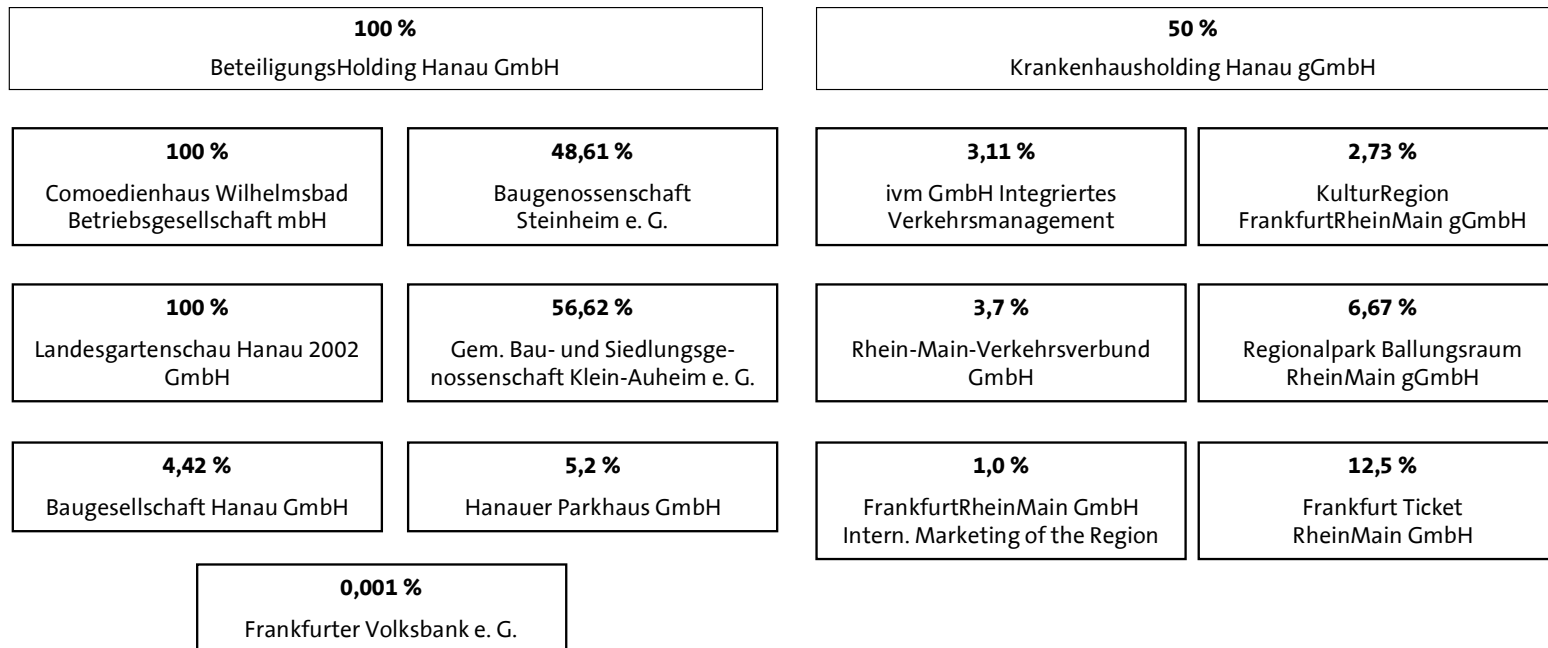 100 %
BeteiligungsHolding Hanau GmbH
50 %
Krankenhausholding Hanau gGmbH
100 %
Comoedienhaus Wilhelmsbad
Betriebsgesellschaft mbH
48,61 %
Baugenossenschaft
Steinheim e. G.
3,11 %
ivm GmbH Integriertes
Verkehrsmanagement
2,73 %
KulturRegion
FrankfurtRheinMain gGmbH
100 %
Landesgartenschau Hanau 2002
GmbH
56,62 %
Gem. Bau- und Siedlungsge-
nossenschaft Klein-Auheim e. G.
3,7 %
Rhein-Main-Verkehrsverbund
GmbH
6,67 %
Regionalpark Ballungsraum
RheinMain gGmbH
4,42 %
Baugesellschaft Hanau GmbH
5,2 %
Hanauer Parkhaus GmbH
1,0 %
FrankfurtRheinMain GmbH
Intern. Marketing of the Region
12,5 %
Frankfurt Ticket
RheinMain GmbH
0,001 %
Frankfurter Volksbank e. G.